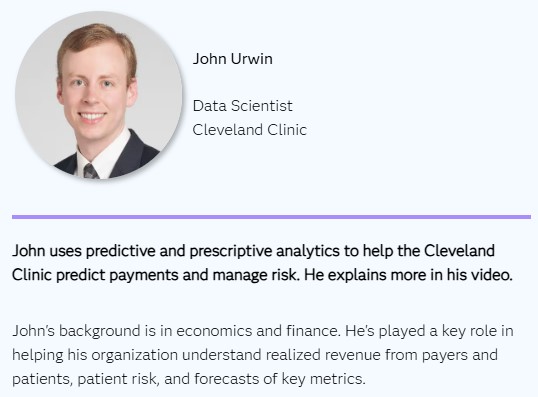 John Urwin
Data Scientist
Cleveland Clinic
John uses predictive and prescriptive analytics to help the Cleveland
Clinic predict payments and manage risk. He explains more in his video.
John's background is in economics and finance. He's played a key role in
helping his organization understand realized revenue from payers and
patients, patient risk, and forecasts of key metrics.